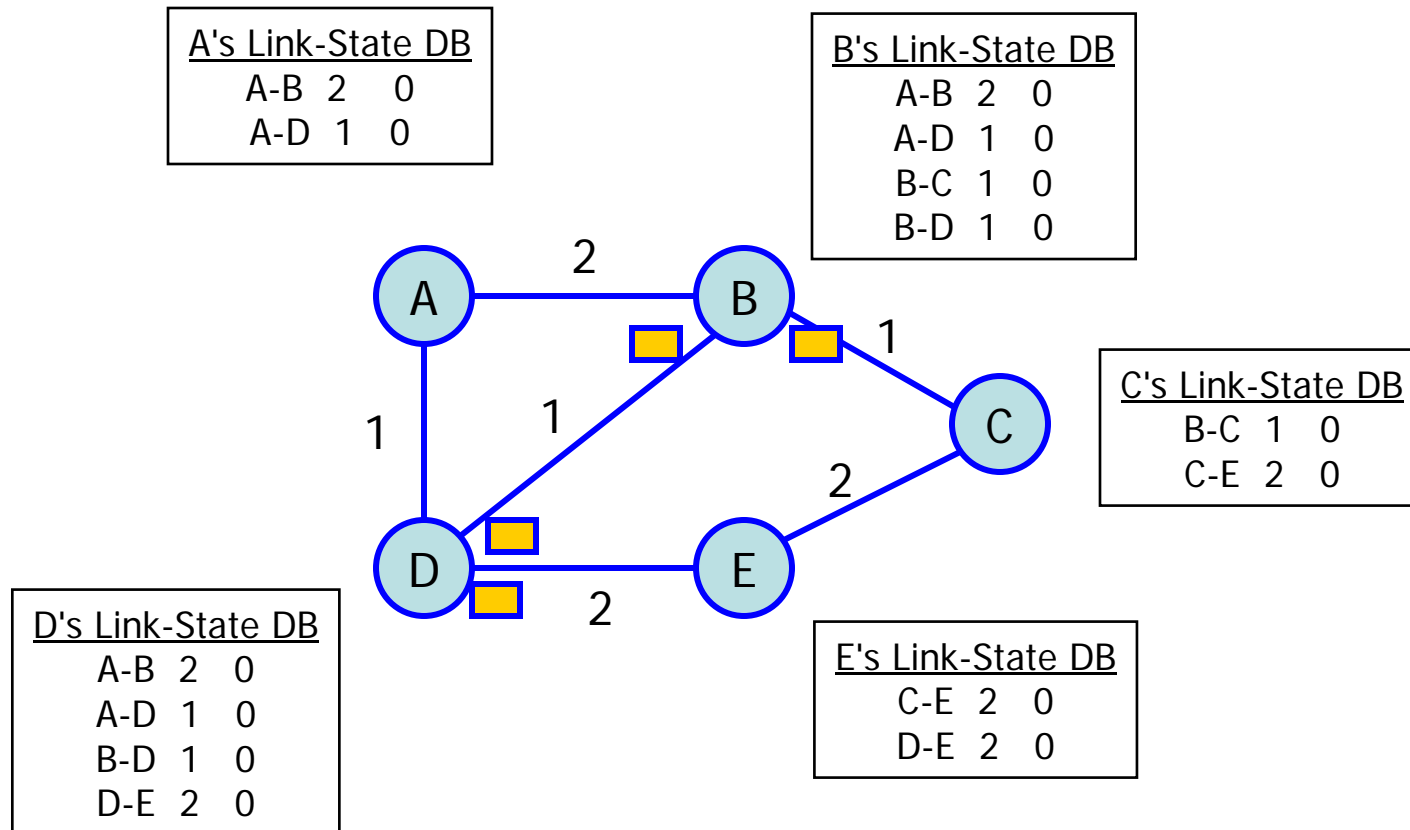 A's Link-State DB
A-B 2 0
A-D 1 0
B's Link-State DB
A-B 2 0
A-D 1 0
B-C 1 0
B-D 1 0
2
A
B
1
C's Link-State DB
B-C 1 0
C-E 2 0
1
1
C
2
D
E
2
D's Link-State DB
A-B 2 0
A-D 1 0
B-D 1 0
D-E 2 0
E's Link-State DB
C-E 2 0
D-E 2 0